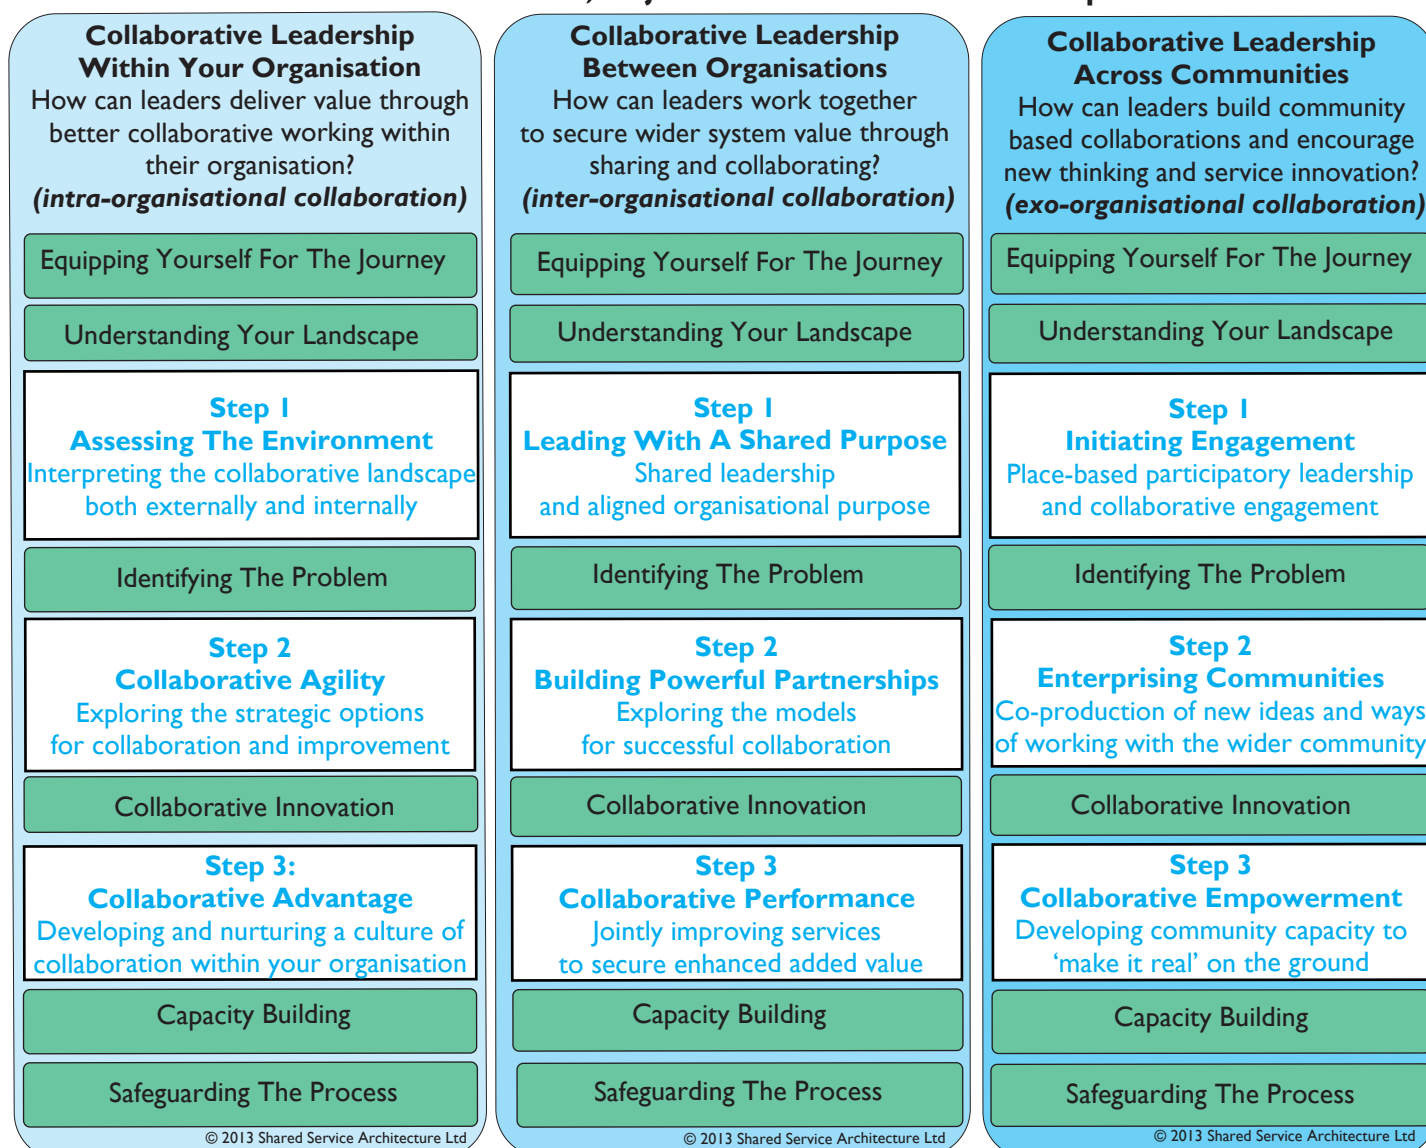 Collaborative Leadership
Within Your Organisation
How can leaders deliver value through
better collaborative working within
their organisation?
(intra-organisational collaboration)
Equipping Yourself For The Journey
Understanding Your Landscape
Step 1
Assessing The Environment
Interpreting the collaborative landscape
both externally and internally
Identifying The Problem
Step 2
Collaborative Agility
Exploring the strategic options
for collaboration and improvement
Collaborative Innovation
Step 3:
Collaborative Advantage
Developing and nurturing a culture of
collaboration within your organisation
Capacity Building
Safeguarding The Process
© 2013 Shared Service Architecture Ltd
Collaborative Leadership
Between Organisations
How can leaders work together
to secure wider system value through
sharing and collaborating?
(inter-organisational collaboration)
Equipping Yourself For The Journey
Understanding Your Landscape
Step 1
Leading With A Shared Purpose
Shared leadership
and aligned organisational purpose
Identifying The Problem
Step 2
Building Powerful Partnerships
Exploring the models
for successful collaboration
Collaborative Innovation
Step 3
Collaborative Performance
Jointly improving services
to secure enhanced added value
Capacity Building
Safeguarding The Process
© 2013 Shared Service Architecture Ltd
Collaborative Leadership
Across Communities
How can leaders build community
based collaborations and encourage
new thinking and service innovation?
(exo-organisational collaboration)
Equipping Yourself For The Journey
Understanding Your Landscape
Step 1
Initiating Engagement
Place-based participatory leadership
and collaborative engagement
Identifying The Problem
Step 2
Enterprising Communities
Co-production of new ideas and ways
of working with the wider community
Collaborative Innovation
Step 3
Collaborative Empowerment
Developing community capacity to
‘make it real’ on the ground
Capacity Building
Safeguarding The Process
© 2013 Shared Service Architecture Ltd